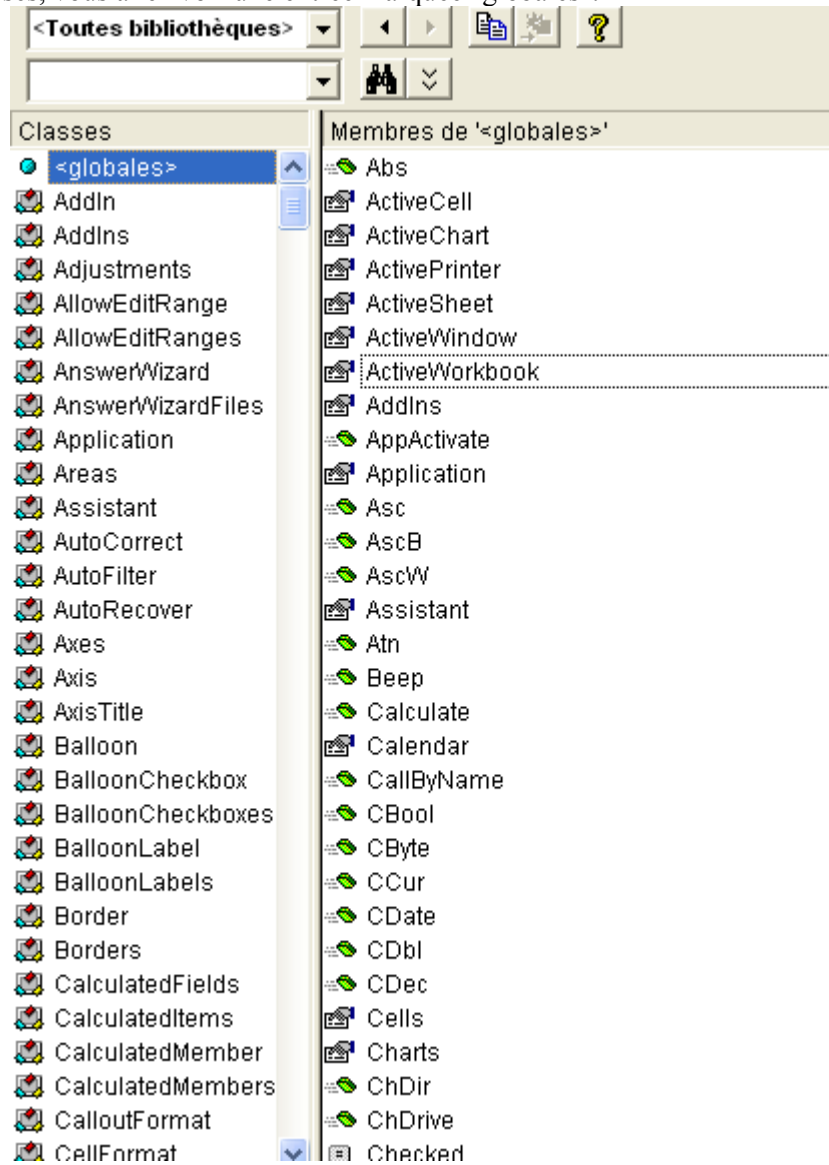 <Toutes bibliothèques>
Classes
<globales>
AddIn
AddIns
Adjustments
AllowEditRange
AllowEditRanges
AnswerWizard
AnswerWizardFiles
Application
Areas
Assistant
AutoCorrect
AutoFilter
AutoRecover
Axes
Axis
AxisTitle
Balloon
BalloonCheckbox
BalloonCheckboxes
BalloonLabel
BalloonLabels
Border
Borders
CalculatedFields
CalculatedItems
CalculatedMember
CalculatedMembers
CalloutFormat
CellFormat
Membres de '<globales>'
Abs
ActiveCell
ActiveChart
ActivePrinter
ActiveSheet
ActiveWindow
ActiveWorkbook
AddIns
AppActivate
Application
Asc
AscB
AscW
Assistant
Atn
Beep
Calculate
Calendar
CallByName
CBool
CByte
CCur
CDate
CDbl
CDec
Cells
Charts
ChDir
ChDrive
Checked